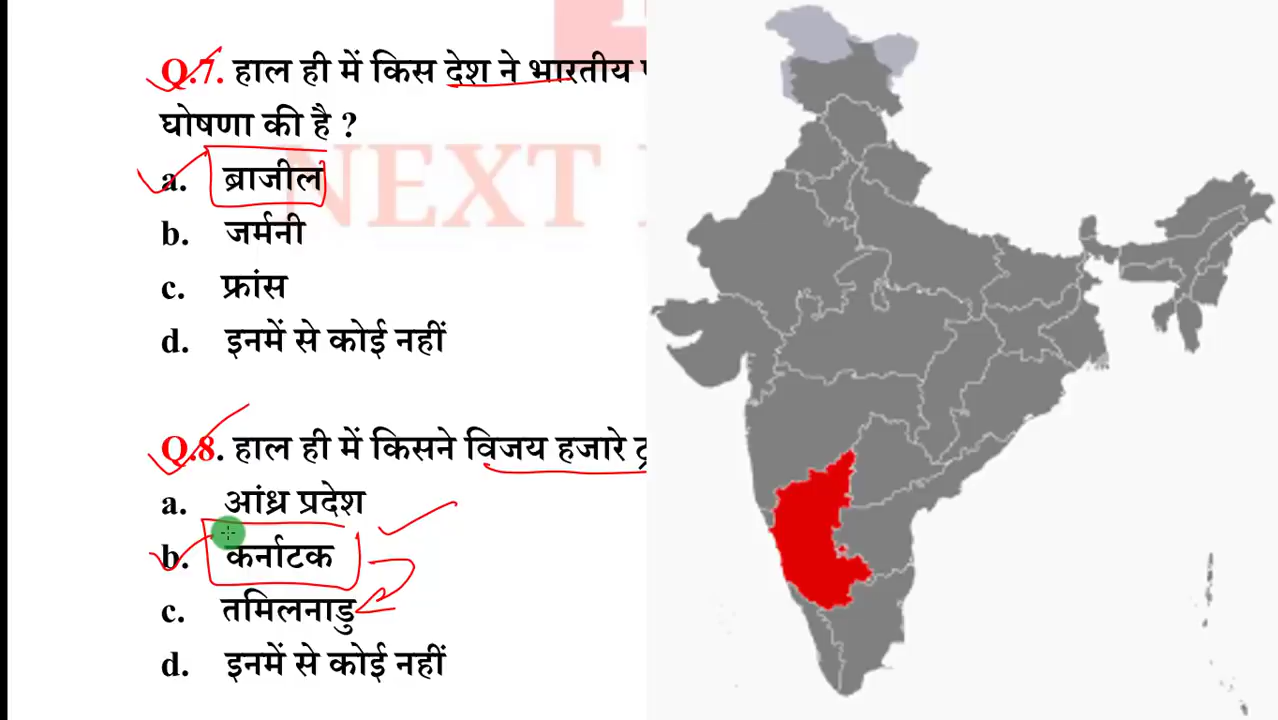 Q.7. हाल ही में किस देश ने भारतीय
घोषणा की है ?
a. ब्राजील
b. जर्मनी
c. फ्रांस
d. इनमें से कोई नहीं
NEXT
Q.8. हाल ही में किसने विजय हजारे
a. आंध्र प्रदेश
b. कर्नाटक
c. तमिलनाडु
d. इनमें से कोई नहीं